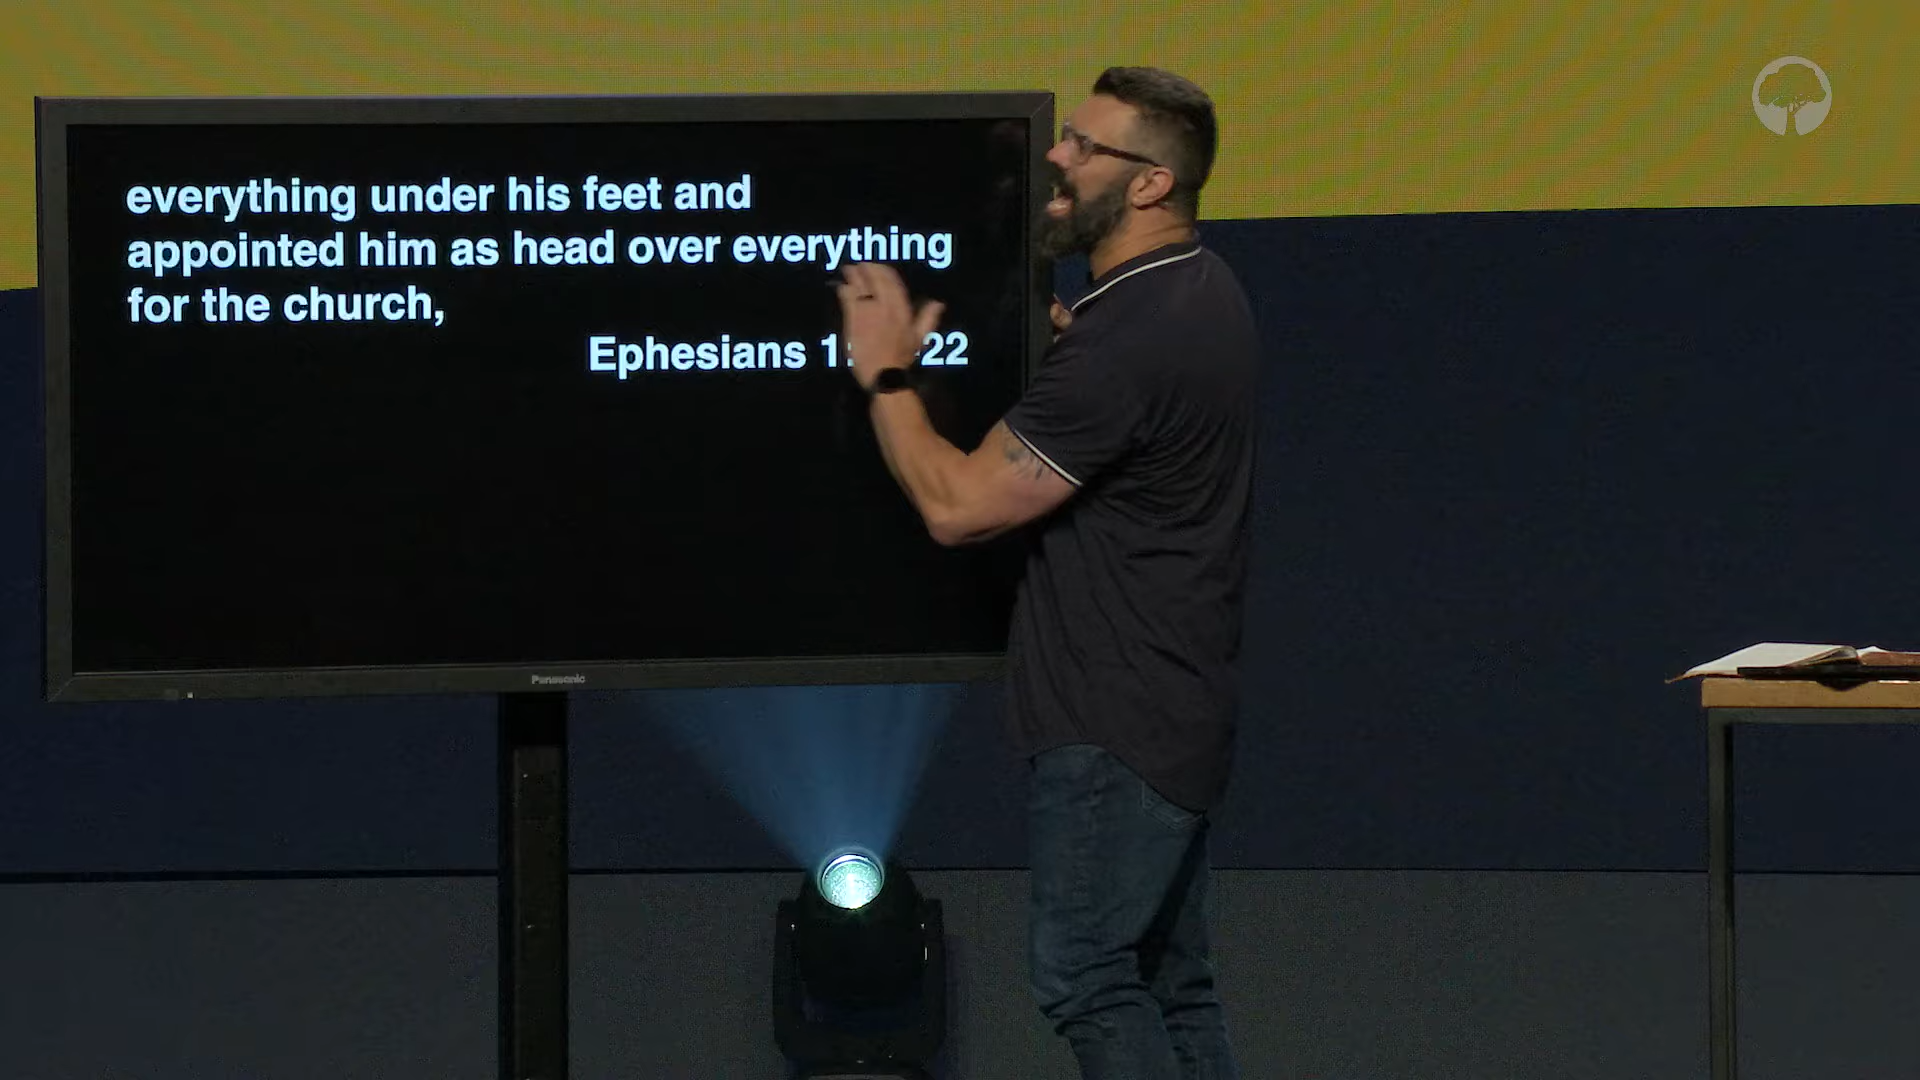 everything under his feet and
appointed him as head over everything
for the church,
Ephesians 1: 22
Panasonic